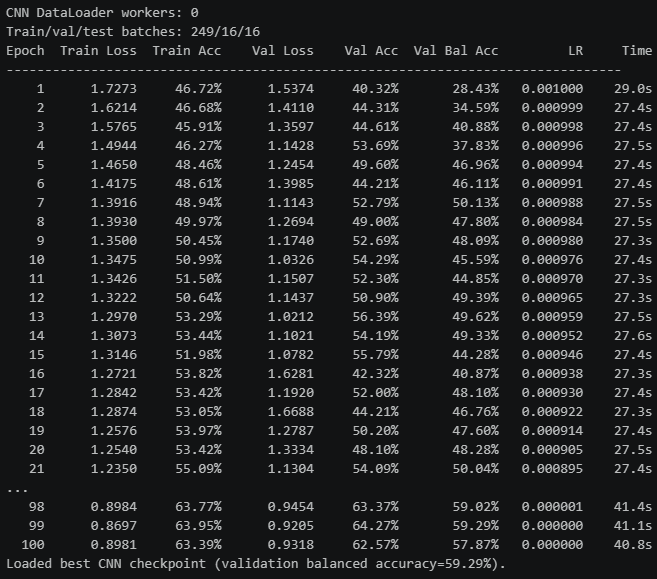 CNN DataLoader workers: 0
Train/val/test batches: 249/16/16
Epoch  Train Loss  Train Acc    Val Loss    Val Acc  Val Bal Acc         LR     Time
--------------------------------------------------------------------------------
    1      1.7273     46.72%      1.5374     40.32%       28.43%   0.001000    29.0s
    2      1.6214     46.68%      1.4110     44.31%       34.59%   0.000999    27.4s
    3      1.5765     45.91%      1.3597     44.61%       40.88%   0.000998    27.4s
    4      1.4944     46.27%      1.1428     53.69%       37.83%   0.000996    27.5s
    5      1.4650     48.46%      1.2454     49.60%       46.96%   0.000994    27.4s
    6      1.4175     48.61%      1.3985     44.21%       46.11%   0.000991    27.4s
    7      1.3916     48.94%      1.1143     52.79%       50.13%   0.000988    27.5s
    8      1.3930     49.97%      1.2694     49.00%       47.80%   0.000984    27.5s
    9      1.3500     50.45%      1.1740     52.69%       48.09%   0.000980    27.3s
   10      1.3475     50.99%      1.0326     54.29%       45.59%   0.000976    27.4s
   11      1.3426     51.50%      1.1507     52.30%       44.85%   0.000970    27.3s
   12      1.3222     50.64%      1.1437     50.90%       49.39%   0.000965    27.3s
   13      1.2970     53.29%      1.0212     56.39%       49.62%   0.000959    27.5s
   14      1.3073     53.44%      1.1021     54.19%       49.33%   0.000952    27.6s
   15      1.3146     51.98%      1.0782     55.79%       44.28%   0.000946    27.4s
   16      1.2721     53.82%      1.6281     42.32%       40.87%   0.000938    27.3s
   17      1.2842     53.42%      1.1920     52.00%       48.10%   0.000930    27.4s
   18      1.2874     53.05%      1.6688     44.21%       46.76%   0.000922    27.3s
   19      1.2576     53.97%      1.2787     50.20%       47.60%   0.000914    27.4s
   20      1.2540     53.42%      1.3334     48.10%       48.28%   0.000905    27.5s
   21      1.2350     55.09%      1.1304     54.09%       50.04%   0.000895    27.4s
...
   98      0.8984     63.77%      0.9454     63.37%       59.02%   0.000001    41.4s
   99      0.8697     63.95%      0.9205     64.27%       59.29%   0.000000    41.1s
  100      0.8981     63.39%      0.9318     62.57%       57.87%   0.000000    40.8s
Loaded best CNN checkpoint (validation balanced accuracy=59.29%).